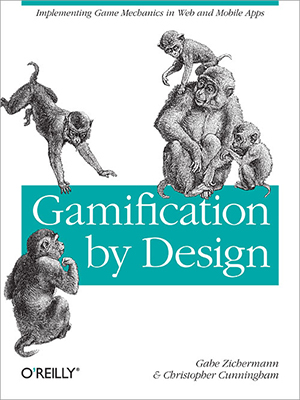 Implementing Game Mechanics in Web and Mobile Apps
Gamification
by Design
O'REILLY®
Gabe Zichermann
& Christopher Cunningham